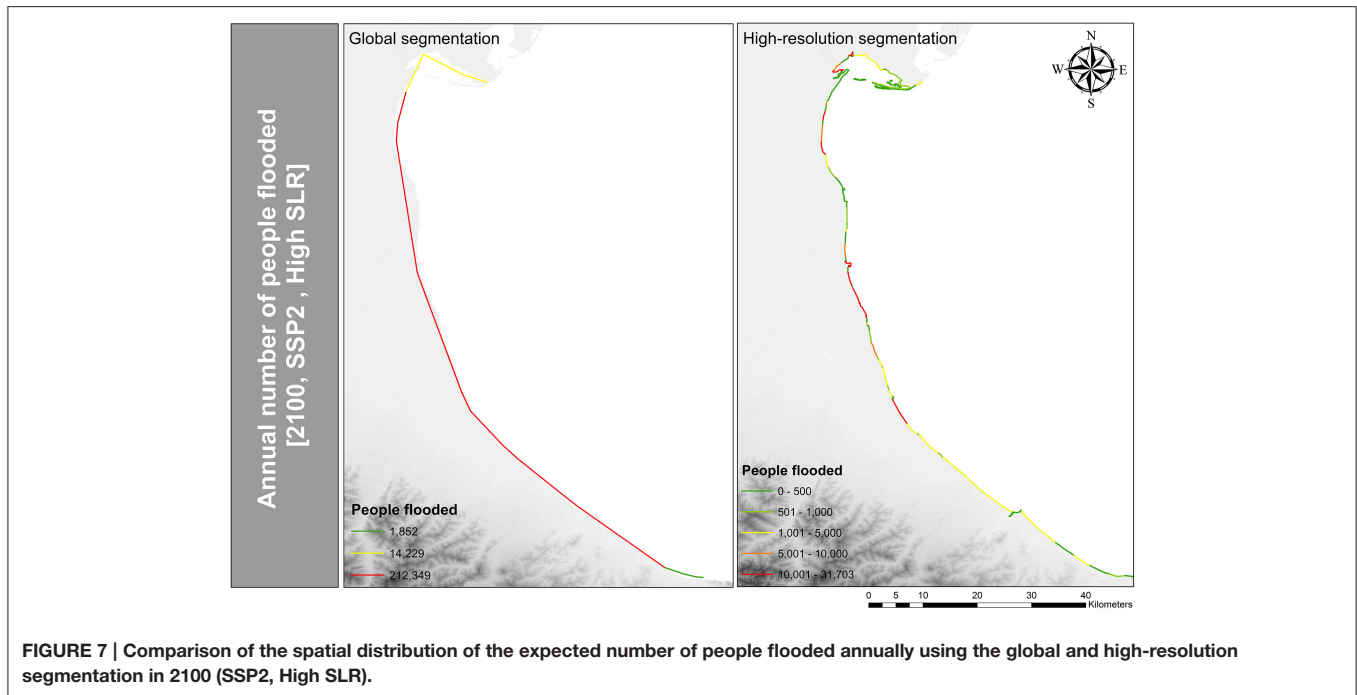 Annual number of people flooded
[2100, SSP2 , High SLR]
Global segmentation
People flooded
1,852
14,229
212,349
High-resolution segmentation
N
W
E
S
People flooded
0 - 500
501 - 1,000
1,001 - 5,000
5,001 - 10,000
10,001 - 31,703
0 5 10 20 30 40
Kilometers
FIGURE 7 | Comparison of the spatial distribution of the expected number of people flooded annually using the global and high-resolution
segmentation in 2100 (SSP2, High SLR).